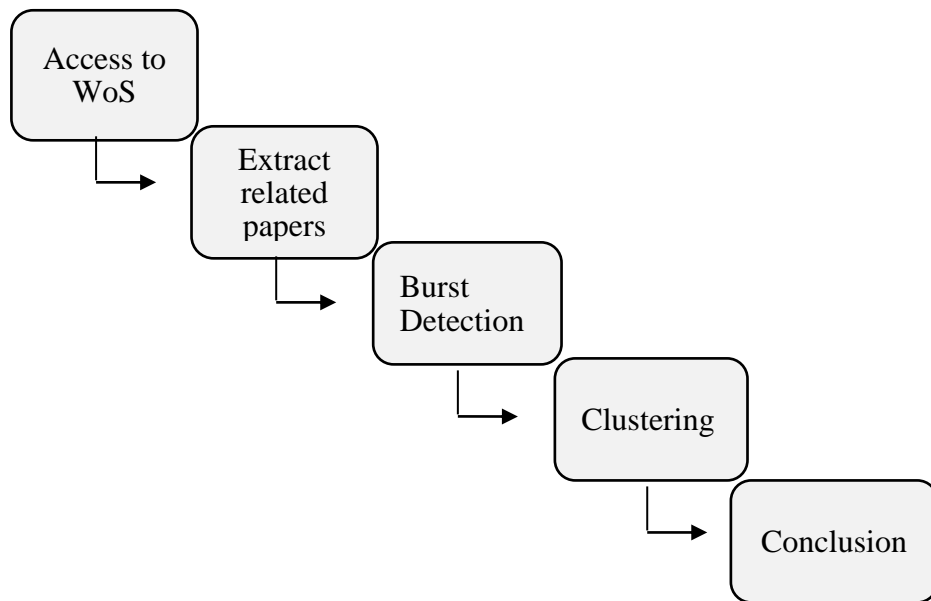 Access to
WoS
Extract
related
papers
Burst
Detection
Clustering
Conclusion